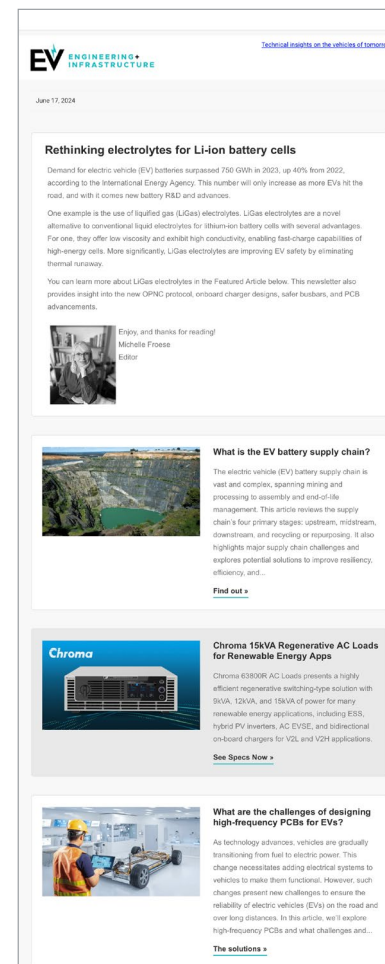 Technical insights on the vehicles of tomorro
EV ENGINEERING+
INFRASTRUCTURE
June 17, 2024
Rethinking electrolytes for Li-ion battery cells
Demand for electric vehicle (EV) batteries surpassed 750 GWh in 2023, up 40% from 2022,
according to the International Energy Agency. This number will only increase as more EVs hit the
road, and with it comes new battery R&D and advances.
One example is the use of liquified gas (LiGas) electrolytes. LiGas electrolytes are a novel
alternative to conventional liquid electrolytes for lithium-ion battery cells with several advantages.
For one, they offer low viscosity and exhibit high conductivity, enabling fast-charge capabilities of
high-energy cells. More significantly, LiGas electrolytes are improving EV safety by eliminating
thermal runaway.
You can learn more about LiGas electrolytes in the Featured Article below. This newsletter also
provides insight into the new OPNC protocol, onboard charger designs, safer busbars, and PCB
advancements.
Enjoy, and thanks for reading!
Michelle Froese
Editor
What is the EV battery supply chain?
The electric vehicle (EV) battery supply chain is
vast and complex, spanning mining and
processing to assembly and end-of-life
management. This article reviews the supply
chain's four primary stages: upstream, midstream,
downstream, and recycling or repurposing. It also
highlights major supply chain challenges and
explores potential solutions to improve resiliency,
efficiency, and...
Find out »
Chroma
Chroma 15kVA Regenerative AC Loads
for Renewable Energy Apps
Chroma 63800R AC Loads presents a highly
efficient regenerative switching-type solution with
9kVA, 12kVA, and 15kVA of power for many
renewable energy applications, including ESS,
hybrid PV inverters, AC EVSE, and bidirectional
on-board chargers for V2L and V2H applications.
See Specs Now »
What are the challenges of designing
high-frequency PCBs for EVs?
As technology advances, vehicles are gradually
transitioning from fuel to electric power. This
change necessitates adding electrical systems to
vehicles to make them functional. However, such
changes present new challenges to ensure the
reliability of electric vehicles (EVs) on the road and
over long distances. In this article, we'll explore
high-frequency PCBs and what challenges and...
The solutions »